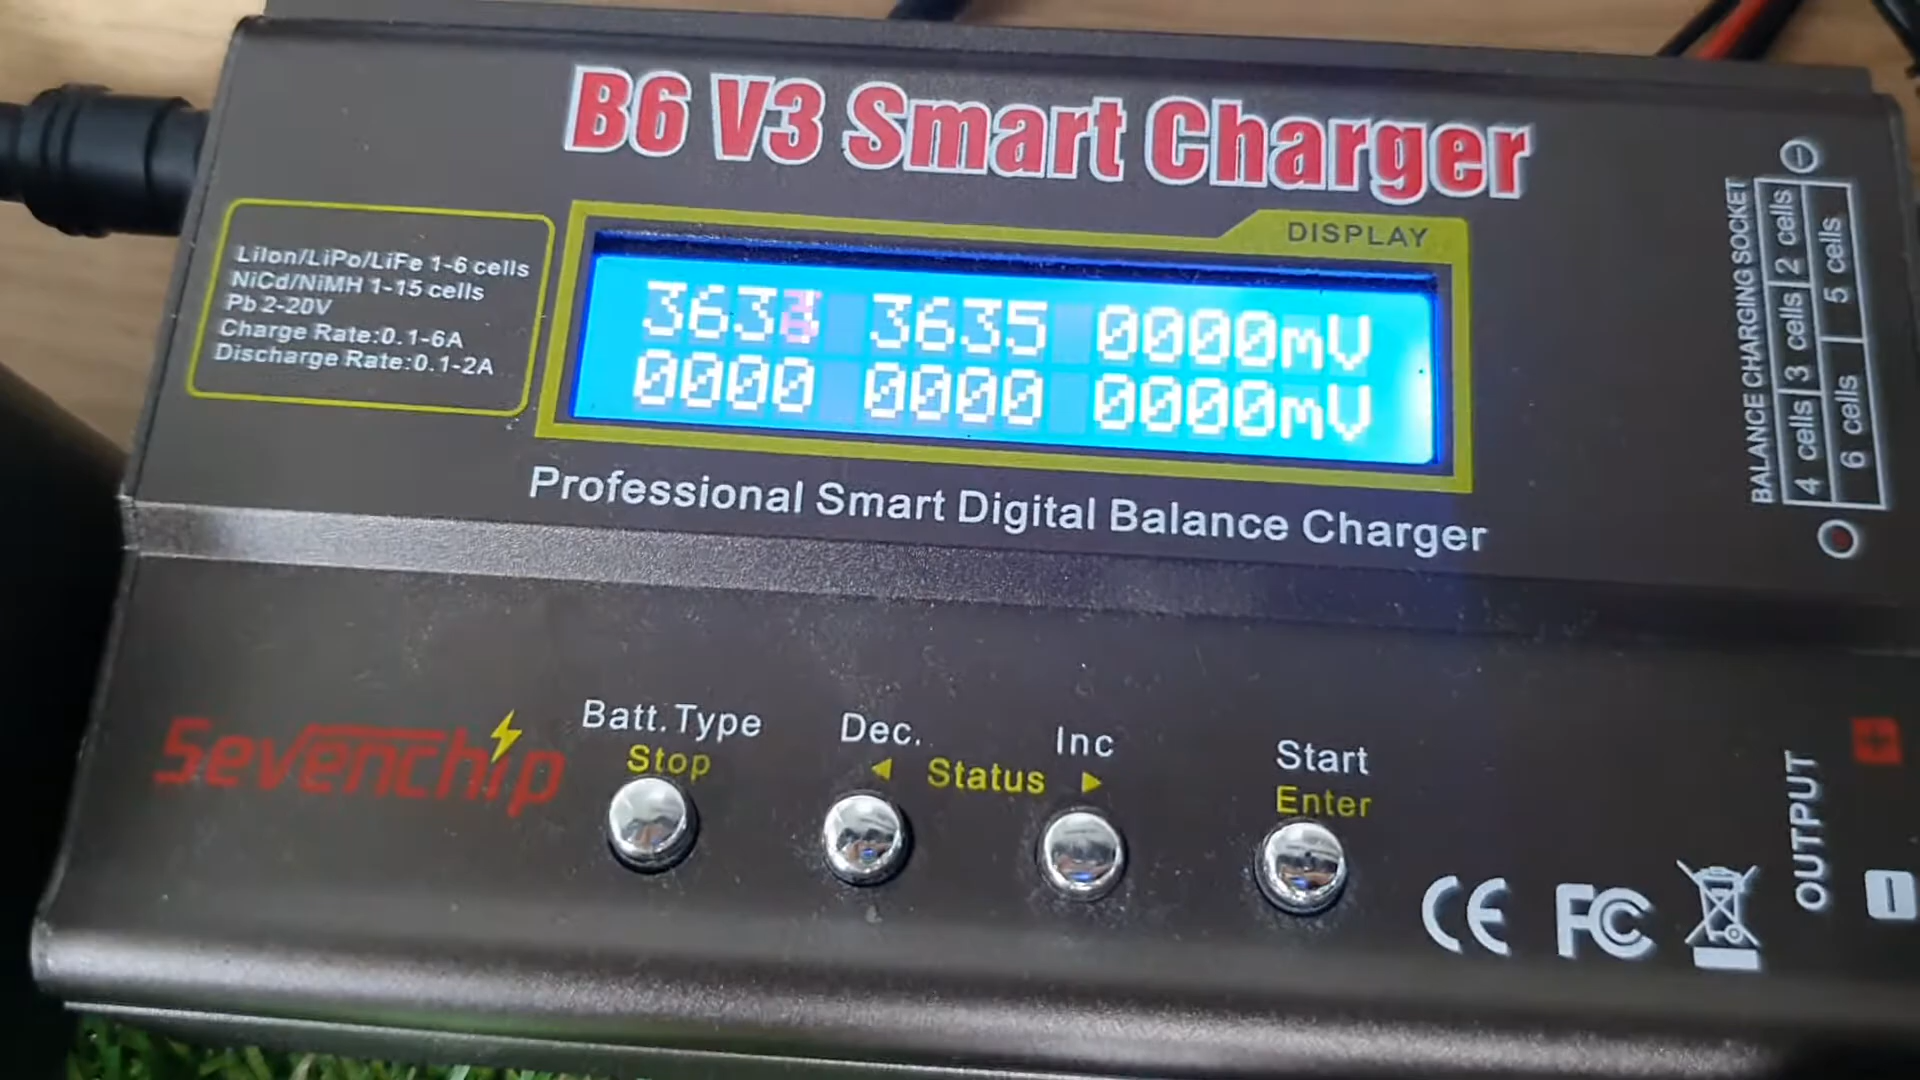 B6 V3 Smart Charger
DISPLAY
LiIon/LiPo/LiFe 1-6 cells
NiCd/NiMH 1-15 cells
Pb 2-20V
Charge Rate:0.1-6A
Discharge Rate:0.1-2A
3635 0000mV
0000 0000 0000mV
Professional Smart Digital Balance Charger
BALANCE CHARGING SOCKET
2 cells
3 cells
4 cells
5 cells
6 cells
Sevenchip
Batt.Type
Stop
Dec.
Status
Inc
Start
Enter
CE FC
OUTPUT